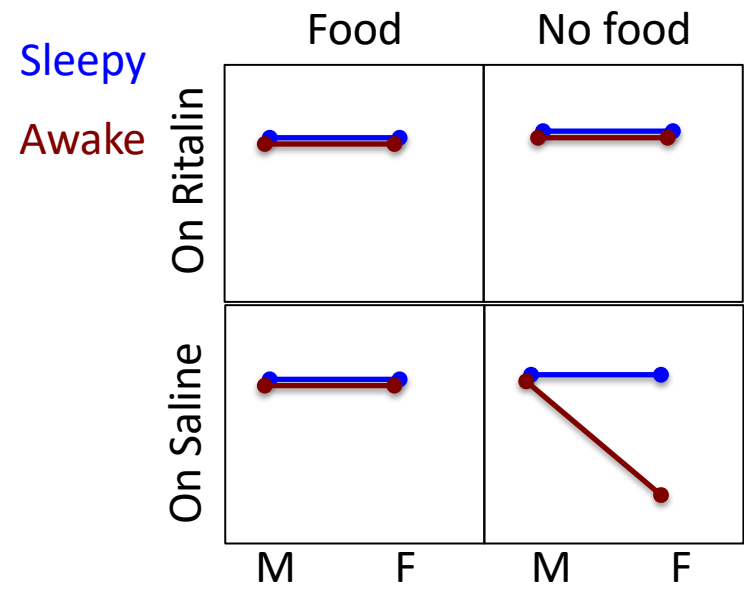 Food No food
Sleepy
Awake
On Ritalin
On Saline
M F M F